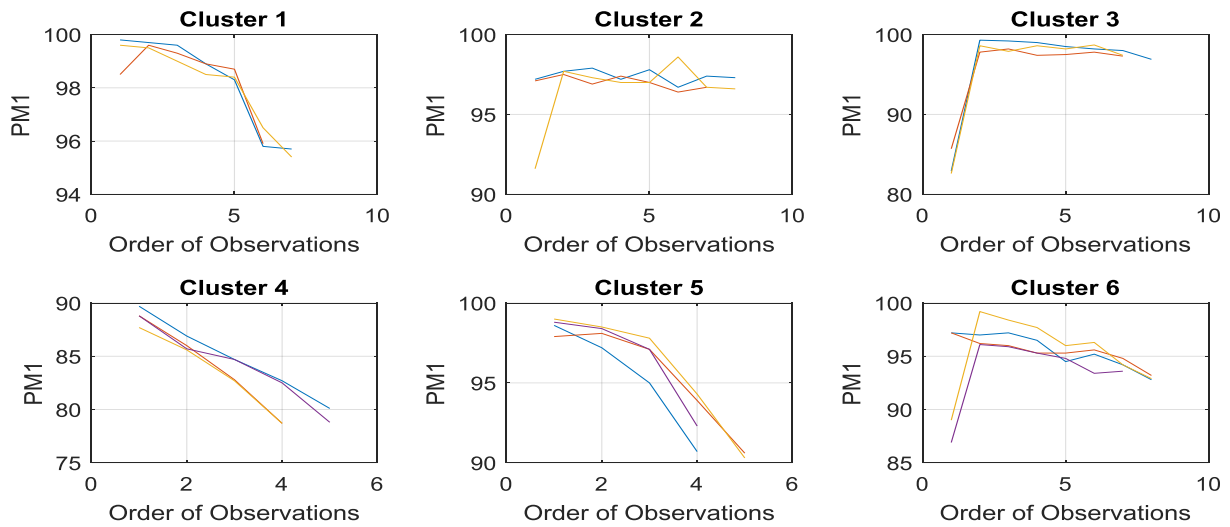 Cluster 1
100
98
96
94
PM1
0
5
10
Order of Observations
Cluster 2
100
95
90
PM1
0
5
10
Order of Observations
Cluster 3
100
90
80
PM1
0
5
10
Order of Observations
Cluster 4
90
85
80
75
PM1
0
2
4
6
Order of Observations
Cluster 5
100
95
90
PM1
0
2
4
6
Order of Observations
Cluster 6
100
95
90
85
PM1
0
5
10
Order of Observations